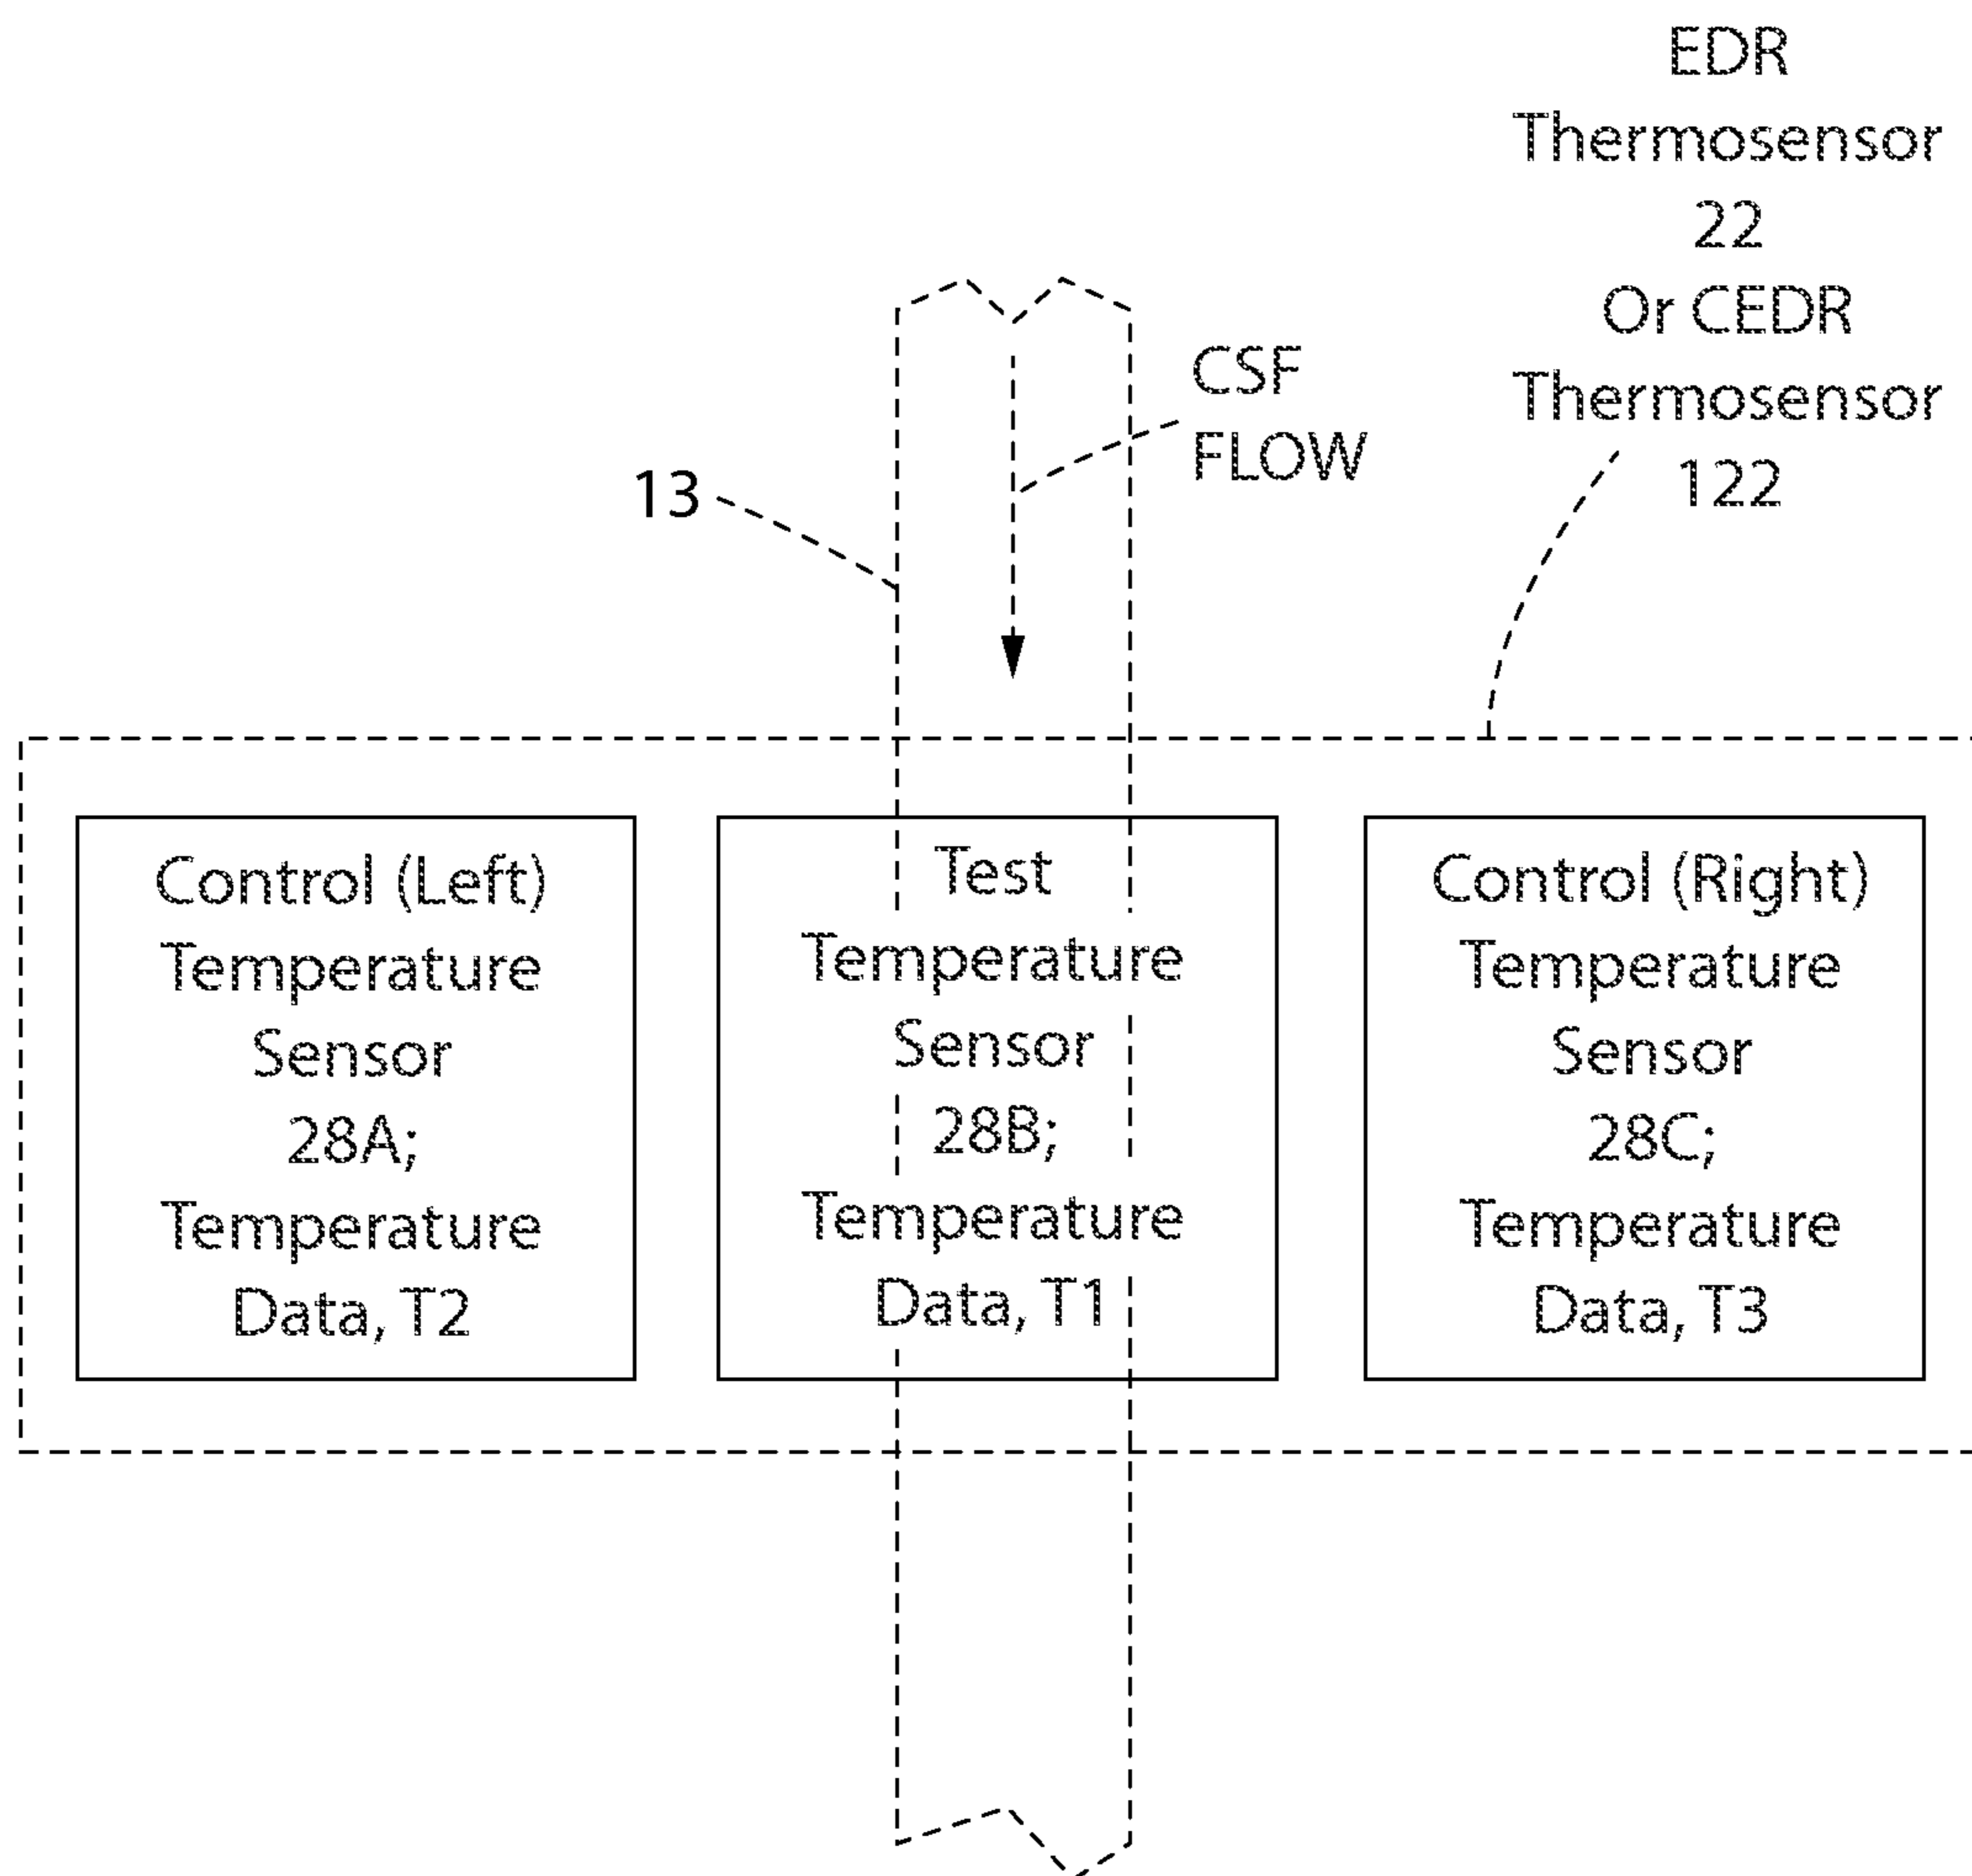 EDR
Thermosensor
22
Or CEDR
Thermosensor
122
CSF
FLOW
13
Control (Left)
Temperature
Sensor
28A;
Temperature
Data, T2
Test
Temperature
Sensor
28B;
Temperature
Data, T1
Control (Right)
Temperature
Sensor
28C;
Temperature
Data, T3